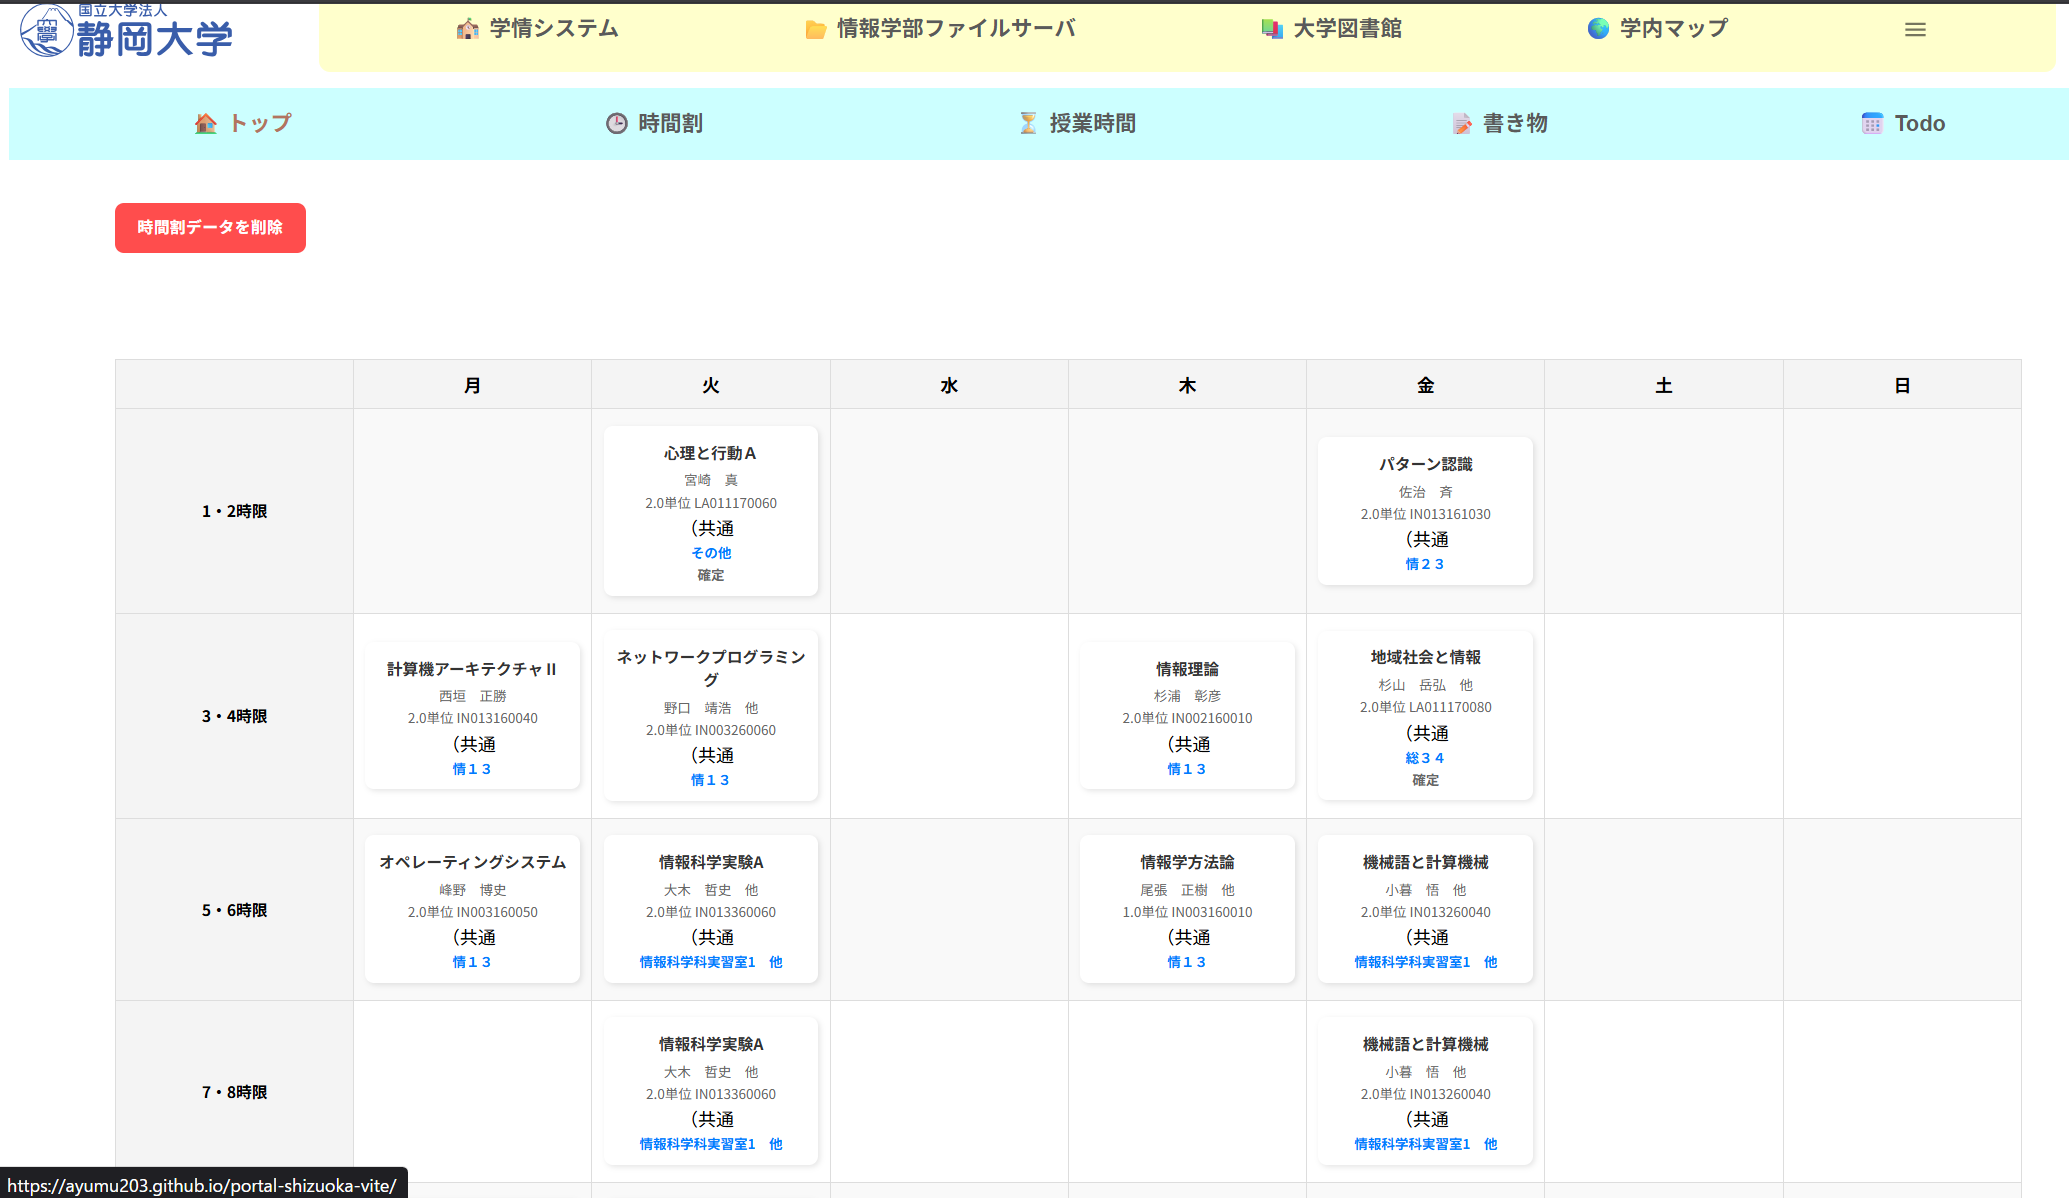 国立大学法人
静岡大学
学情システム
情報学部ファイルサーバ
大学図書館
学内マップ
トップ
時間割
授業時間
書き物
Todo
時間割データを削除
月 火 水 木 金 土 日
1・2時限
心理と行動Ａ
宮崎　真
2.0単位 LA011170060
（共通
その他
確定
パターン認識
佐治　斉
2.0単位 IN013161030
（共通
情２３
3・4時限
計算機アーキテクチャⅡ
西垣　正勝
2.0単位 IN013160040
（共通
情１３
ネットワークプログラミン
グ
野口　靖浩　他
2.0単位 IN003260060
（共通
情１３
情報理論
杉浦　彰彦
2.0単位 IN002160010
（共通
情１３
地域社会と情報
杉山　岳弘　他
2.0単位 LA011170080
（共通
総３４
確定
5・6時限
オペレーティングシステム
峰野　博史
2.0単位 IN003160050
（共通
情１３
情報科学実験A
大木　哲史　他
2.0単位 IN013360060
（共通
情報科学科実習室1　他
情報学方法論
尾張　正樹　他
1.0単位 IN003160010
（共通
情１３
機械語と計算機械
小暮　悟　他
2.0単位 IN013260040
（共通
情報科学科実習室1　他
7・8時限
情報科学実験A
大木　哲史　他
2.0単位 IN013360060
（共通
情報科学科実習室1　他
機械語と計算機械
小暮　悟　他
2.0単位 IN013260040
（共通
情報科学科実習室1　他
https://ayumu203.github.io/portal-shizuoka-vite/